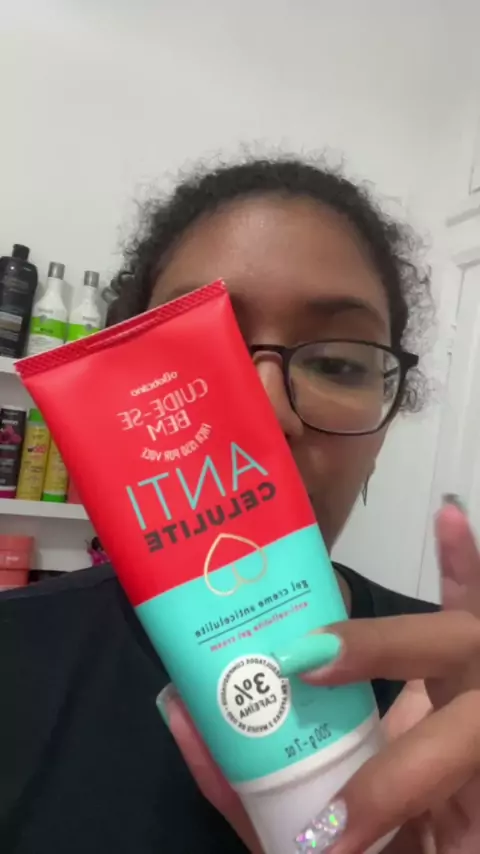 oBoticário
CUIDE-SE
BEM
FAÇA ISSO POR VOCÊ
ANTI
CELULITE
gel creme anticelulite
anti-cellulite gel cream
3%
CAFEÍNA
200 g - 7 oz